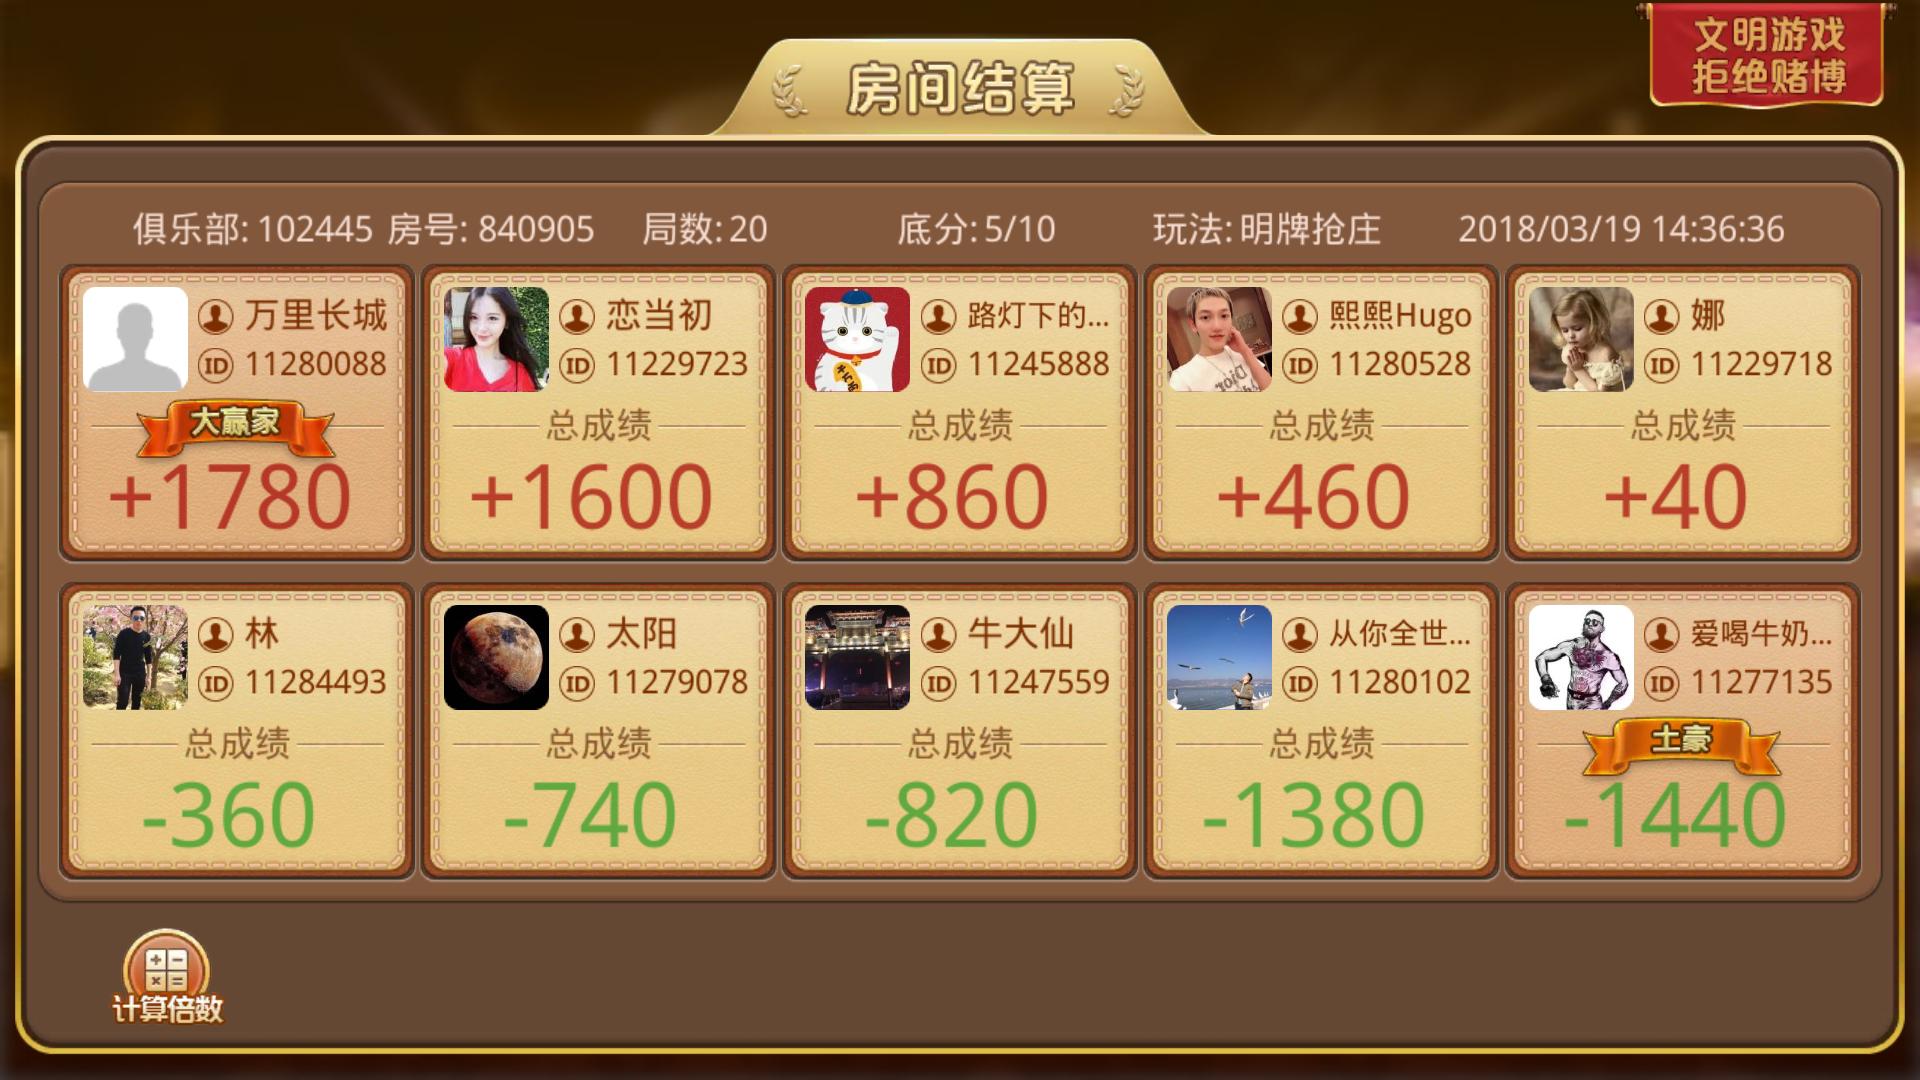 文明游戏
拒绝赌博
房间结算
俱乐部: 102445 房号: 840905 局数: 20 底分: 5/10 玩法: 明牌抢庄 2018/03/19 14:36:36
万里长城
ID 11280088
大赢家
+1780
恋当初
ID 11229723
总成绩
+1600
路灯下的...
ID 11245888
总成绩
+860
熙熙Hugo
ID 11280528
总成绩
+460
娜
ID 11229718
总成绩
+40
林
ID 11284493
总成绩
-360
太阳
ID 11279078
总成绩
-740
牛大仙
ID 11247559
总成绩
-820
从你全世...
ID 11280102
总成绩
-1380
爱喝牛奶...
ID 11277135
土豪
-1440
计算倍数